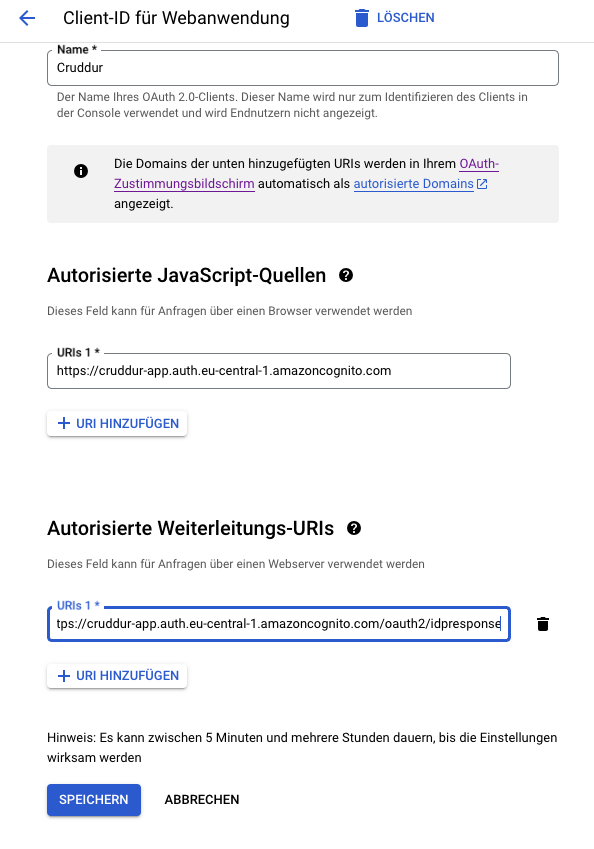 Client-ID für Webanwendung
LÖSCHEN
Name *
Cruddur
Der Name Ihres OAuth 2.0-Clients. Dieser Name wird nur zum Identifizieren des Clients in
der Console verwendet und wird Endnutzern nicht angezeigt.
Die Domains der unten hinzugefügten URIs werden in Ihrem OAuth-
Zustimmungsbildschirm automatisch als autorisierte Domains
angezeigt.
Autorisierte JavaScript-Quellen
Dieses Feld kann für Anfragen über einen Browser verwendet werden
URIs 1 *
https://cruddur-app.auth.eu-central-1.amazoncognito.com
URI HINZUFÜGEN
Autorisierte Weiterleitungs-URIs
Dieses Feld kann für Anfragen über einen Webserver verwendet werden
URIs 1 *
tps://cruddur-app.auth.eu-central-1.amazoncognito.com/oauth2/idpresponse
URI HINZUFÜGEN
Hinweis: Es kann zwischen 5 Minuten und mehrere Stunden dauern, bis die Einstellungen
wirksam werden
SPEICHERN
ABBRECHEN